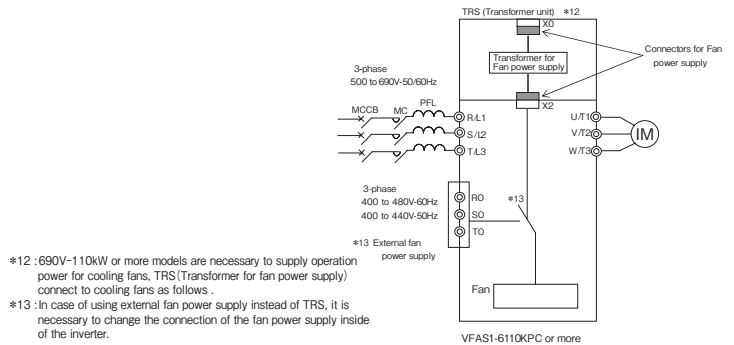 TRS (Transformer unit) *12
X0
Connectors for Fan
power supply
Transformer for
Fan power supply
3-phase
500 to 690V-50/60Hz
MCCB MC PFL
X2
R/L1
S/L2
T/L3
U/T1
V/T2
W/T3
IM
3-phase
400 to 480V-60Hz
400 to 440V-50Hz
RO
SO
TO
*13
*13 External fan
power supply
Fan
*12 :690V-110kW or more models are necessary to supply operation
power for cooling fans, TRS(Transformer for fan power supply)
connect to cooling fans as follows .
*13 :In case of using external fan power supply instead of TRS, it is
necessary to change the connection of the fan power supply inside
of the inverter.
VFAS1-6110KPC or more